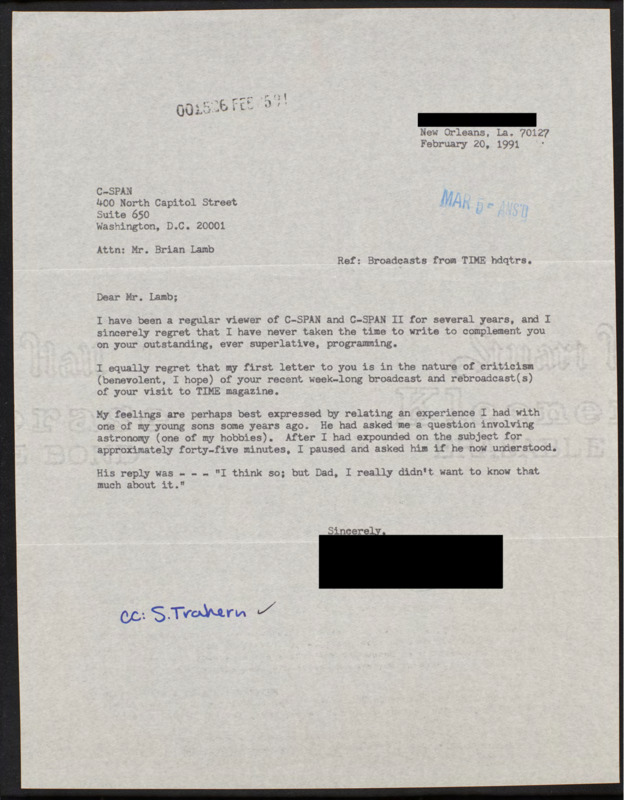 001526 FEB 25 91
New Orleans, La. 70127
February 20, 1991
C-SPAN
400 North Capitol Street
Suite 650
Washington, D.C. 20001
MAR 5- ANS'D
Attn: Mr. Brian Lamb
Ref: Broadcasts from TIME hdqtrs.
Dear Mr. Lamb;
I have been a regular viewer of C-SPAN and C-SPAN II for several years, and I
sincerely regret that I have never taken the time to write to complement you
on your outstanding, ever superlative, programming.
I equally regret that my first letter to you is in the nature of criticism
(benevolent, I hope) of your recent week-long broadcast and rebroadcast(s)
of your visit to TIME magazine.
My feelings are perhaps best expressed by relating an experience I had with
one of my young sons some years ago. He had asked me a question involving
astronomy (one of my hobbies). After I had expounded on the subject for
approximately forty-five minutes, I paused and asked him if he now understood.
His reply was - - - "I think so; but Dad, I really didn't want to know that
much about it."
Sincerely,
cc: S. Trahern ✓